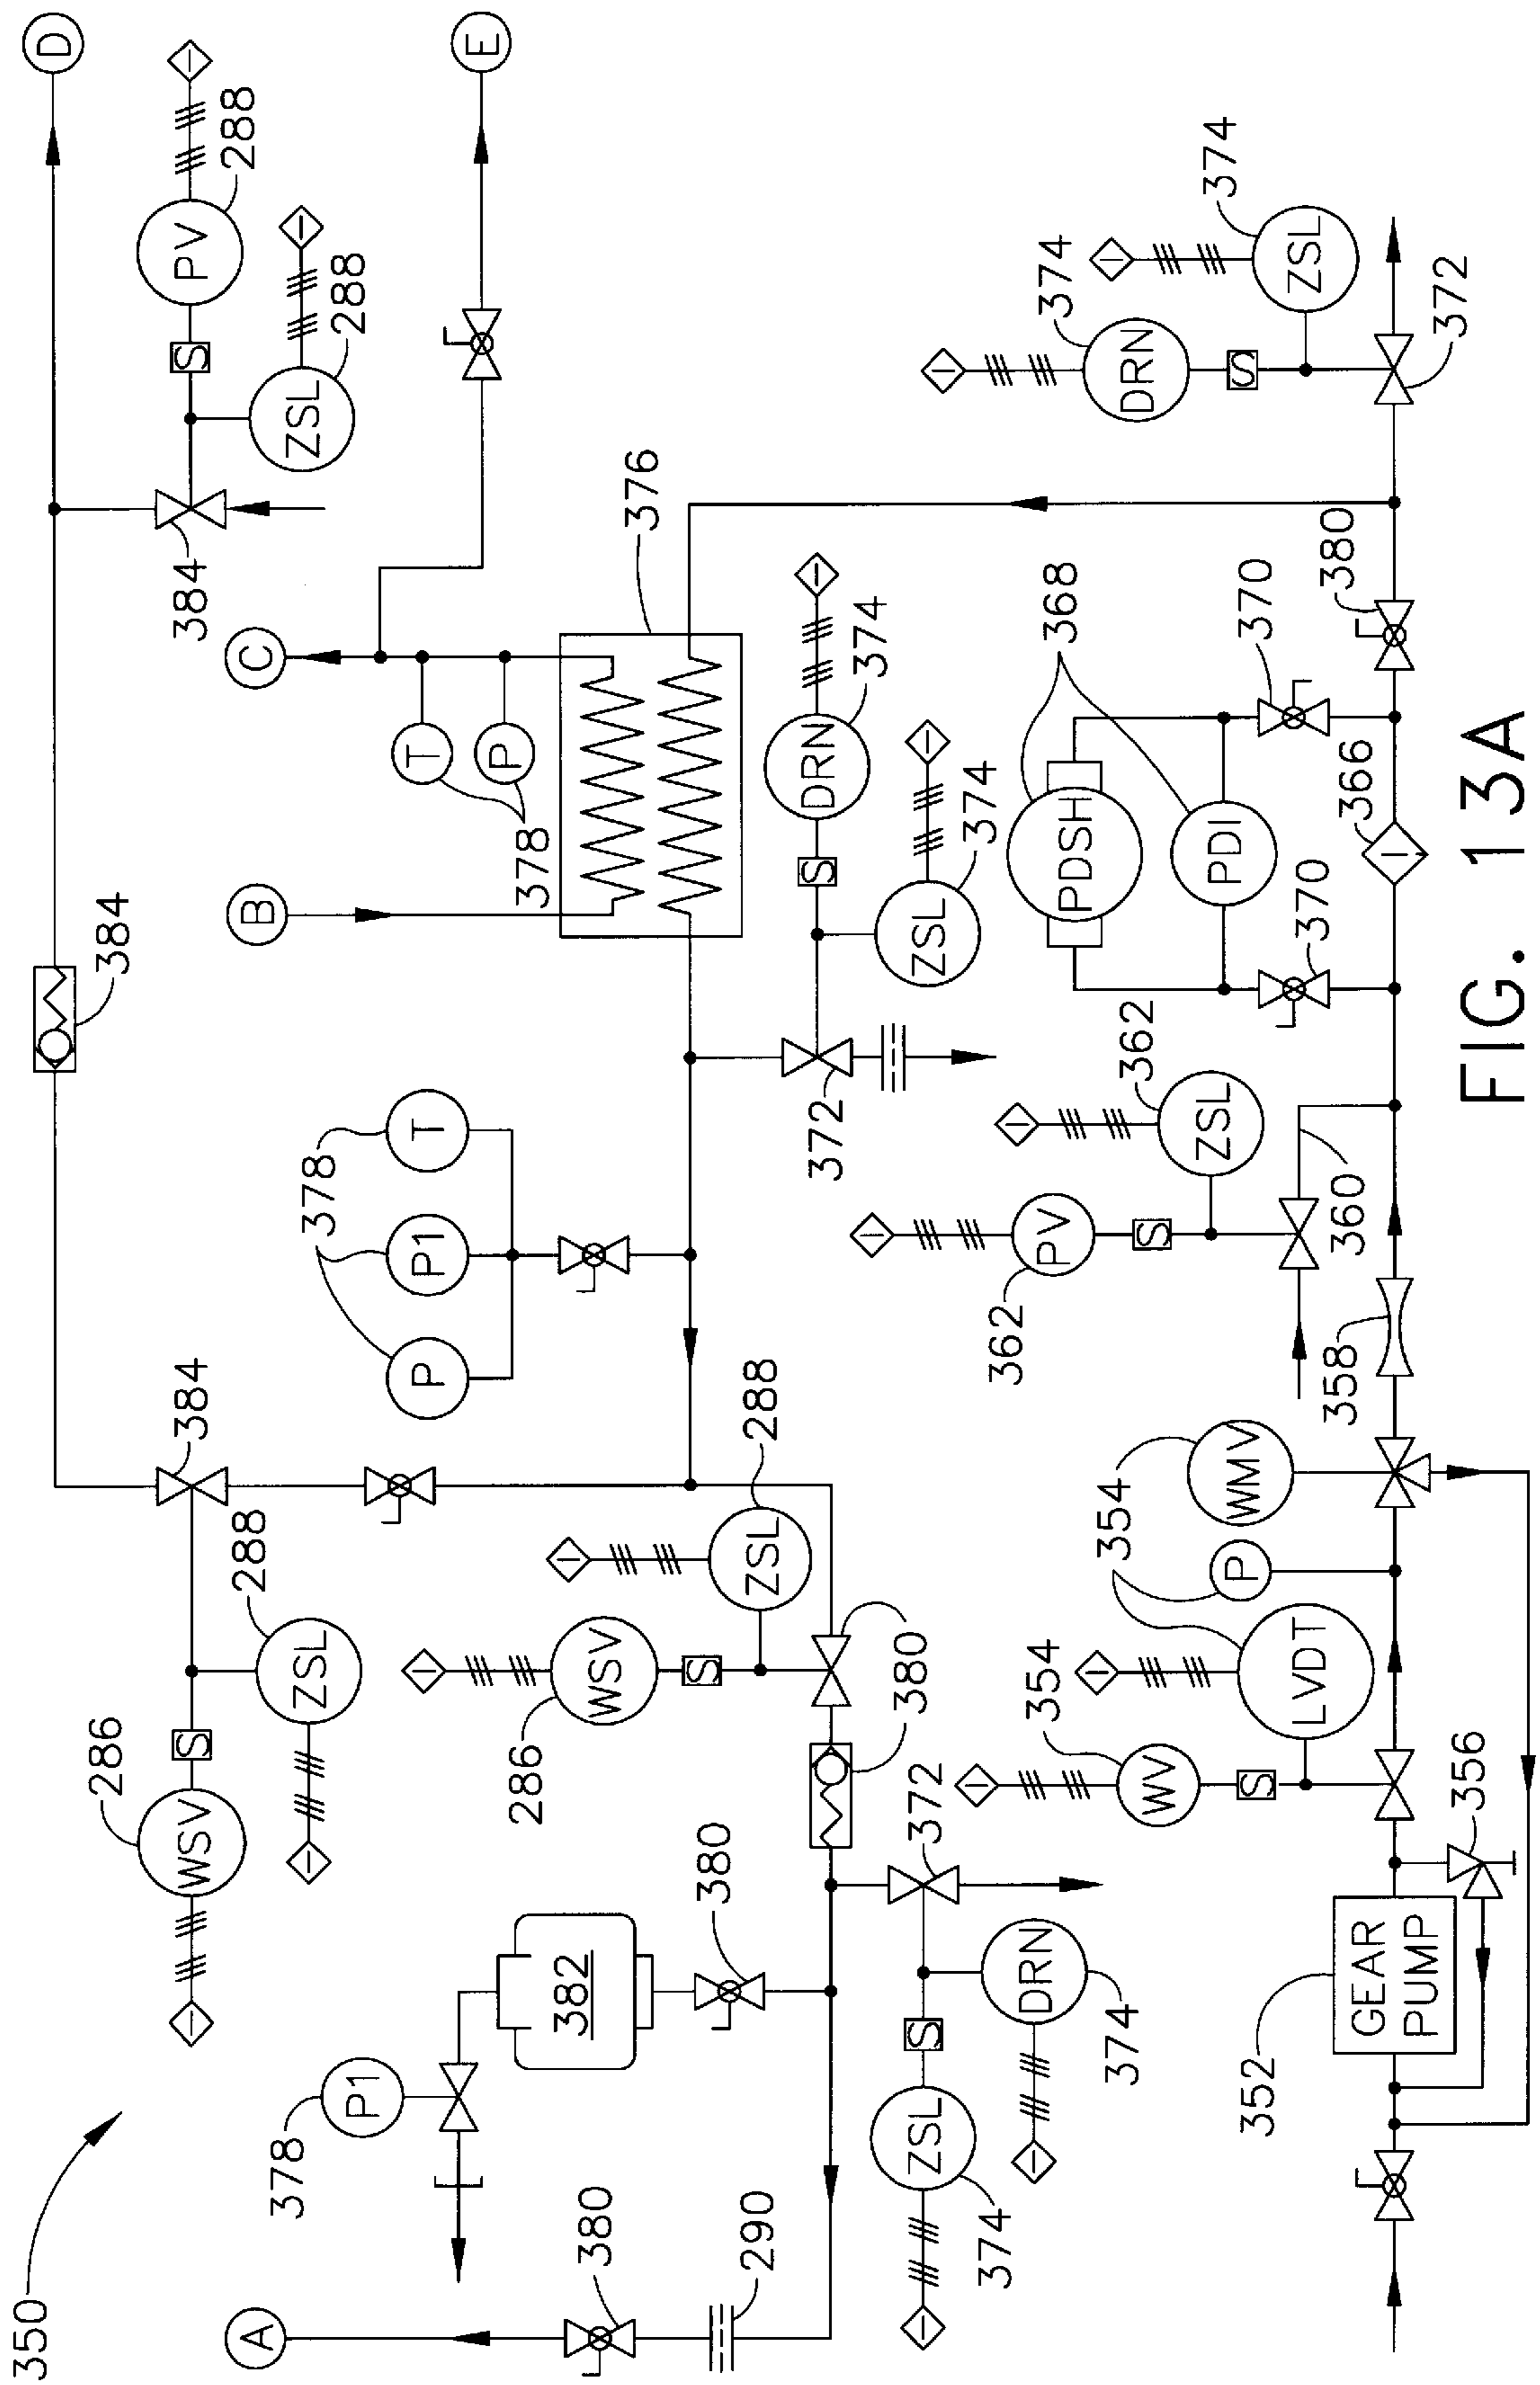 350
D
286
384
WSV
S
384
384
S
PV
288
A
288
B
C
378
ZSL
378
ZSL
288
P1
P
P1
T
T
P
E
286
378
382
380
WSV
376
S
380
290
ZSL
288
372
S
DRN
374
380
S
ZSL
372
ZSL
374
374
362
DRN
354
PV
PDSH
368
374
374
354
362
DRN
WV
S
ZSL
PDI
374
P
WMV
S
370
352
S
LVDT
370
ZSL
358
360
366
380
GEAR
PUMP
356
372
FIG. 13A